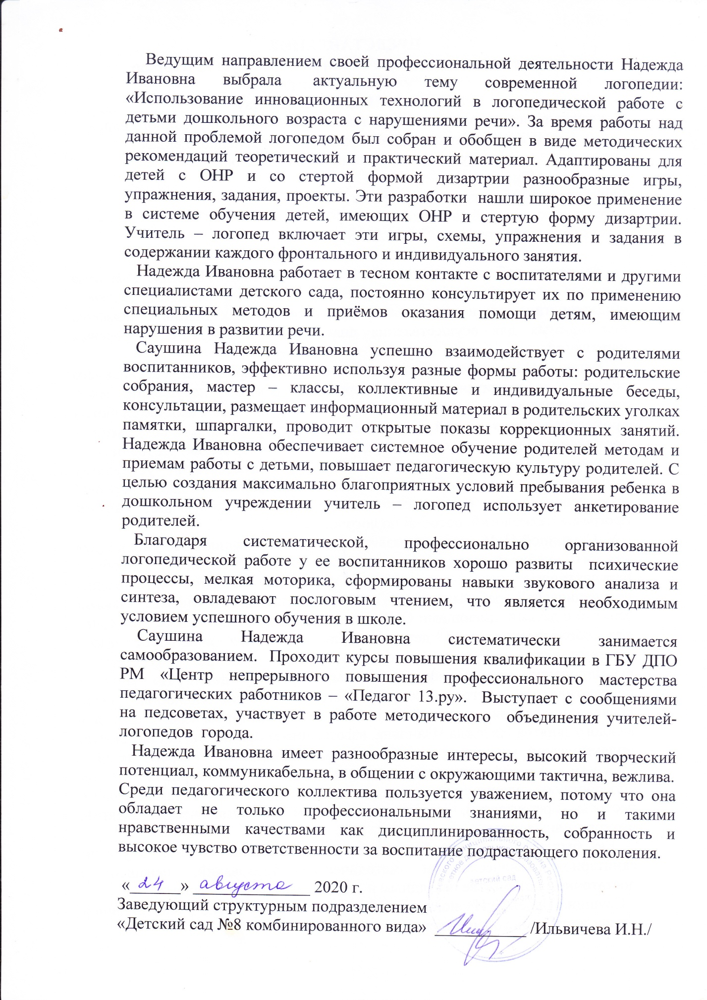 Ведущим направлением своей профессиональной деятельности Надежда
Ивановна выбрала актуальную тему современной логопедии:
«Использование инновационных технологий в логопедической работе с
детьми дошкольного возраста с нарушениями речи». За время работы над
данной проблемой логопедом был собран и обобщен в виде методических
рекомендаций теоретический и практический материал. Адаптированы для
детей с ОНР и со стертой формой дизартрии разнообразные игры,
упражнения, задания, проекты. Эти разработки нашли широкое применение
в системе обучения детей, имеющих ОНР и стертую форму дизартрии.
Учитель – логопед включает эти игры, схемы, упражнения и задания в
содержании каждого фронтального и индивидуального занятия.
Надежда Ивановна работает в тесном контакте с воспитателями и другими
специалистами детского сада, постоянно консультирует их по применению
специальных методов и приёмов оказания помощи детям, имеющим
нарушения в развитии речи.
Саушина Надежда Ивановна успешно взаимодействует с родителями
воспитанников, эффективно используя разные формы работы: родительские
собрания, мастер – классы, коллективные и индивидуальные беседы,
консультации, размещает информационный материал в родительских уголках
памятки, шпаргалки, проводит открытые показы коррекционных занятий.
Надежда Ивановна обеспечивает системное обучение родителей методам и
приемам работы с детьми, повышает педагогическую культуру родителей. С
целью создания максимально благоприятных условий пребывания ребенка в
дошкольном учреждении учитель – логопед использует анкетирование
родителей.
Благодаря систематической, профессионально организованной
логопедической работе у ее воспитанников хорошо развиты психические
процессы, мелкая моторика, сформированы навыки звукового анализа и
синтеза, овладевают послоговым чтением, что является необходимым
условием успешного обучения в школе.
Саушина Надежда Ивановна систематически занимается
самообразованием. Проходит курсы повышения квалификации в ГБУ ДПО
РМ «Центр непрерывного повышения профессионального мастерства
педагогических работников – «Педагог 13.ру». Выступает с сообщениями
на педсоветах, участвует в работе методического объединения учителей-
логопедов города.
Надежда Ивановна имеет разнообразные интересы, высокий творческий
потенциал, коммуникабельна, в общении с окружающими тактична, вежлива.
Среди педагогического коллектива пользуется уважением, потому что она
обладает не только профессиональными знаниями, но и такими
нравственными качествами как дисциплинированность, собранность и
высокое чувство ответственности за воспитание подрастающего поколения.
«24» августа 2020 г.
Заведующий структурным подразделением
«Детский сад №8 комбинированного вида» ___________ /Ильвичева И.Н./
детский сад